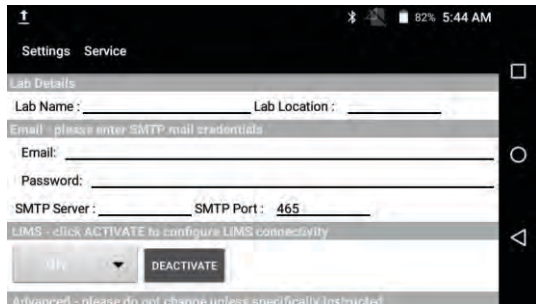 82% 5:44 AM
Settings Service
Lab Details
Lab Name : Lab Location :
Email - please enter SMTP mail credentials
Email:
Password:
SMTP Server : SMTP Port : 465
LIMS - click ACTIVATE to configure LIMS connectivity
DEACTIVATE
Advanced - please do not change unless specifically instructed